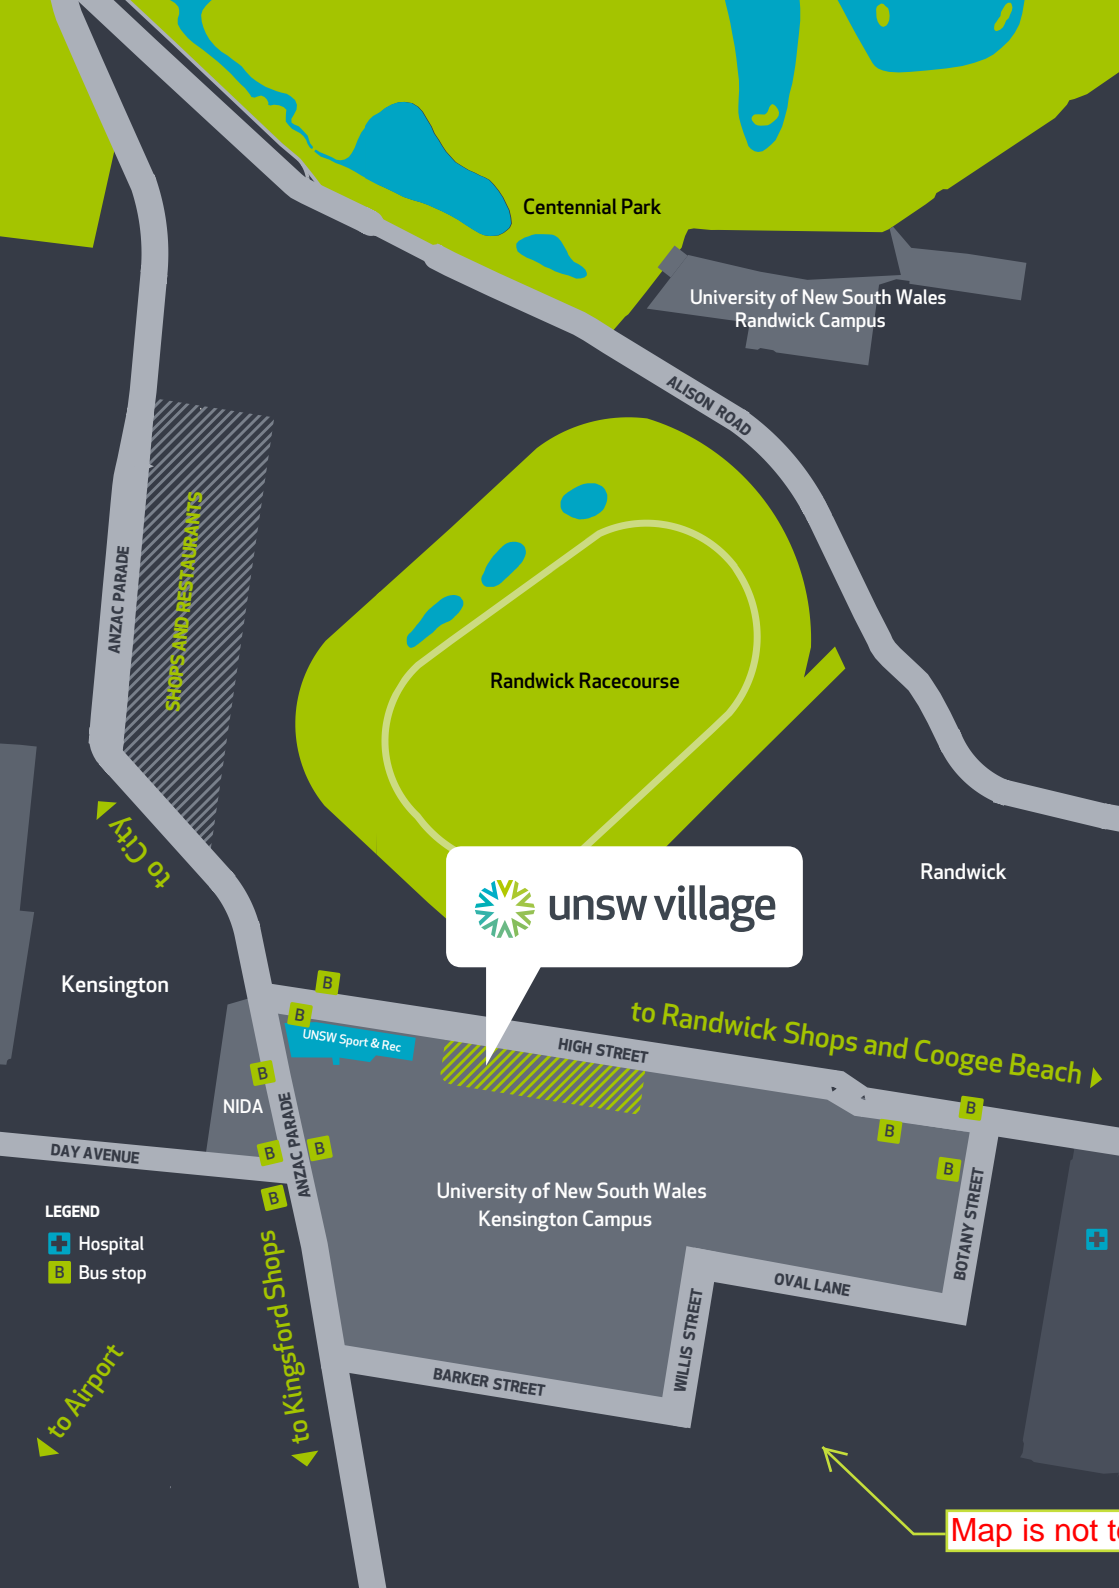 Centennial Park
University of New South Wales
Randwick Campus
ALISON ROAD
ANZAC PARADE
SHOPS AND RESTAURANTS
Randwick Racecourse
to City
Randwick
unsw village
Kensington
B
B
to Randwick Shops and Coogee Beach
UNSW Sport & Rec
HIGH STREET
B
NIDA
ANZAC PARADE
B
B
B
B
B
B
DAY AVENUE
University of New South Wales
Kensington Campus
BOTANY STREET
LEGEND
Hospital
B Bus stop
to Kingsford Shops
OVAL LANE
WILLIS STREET
to Airport
BARKER STREET
Map is not t